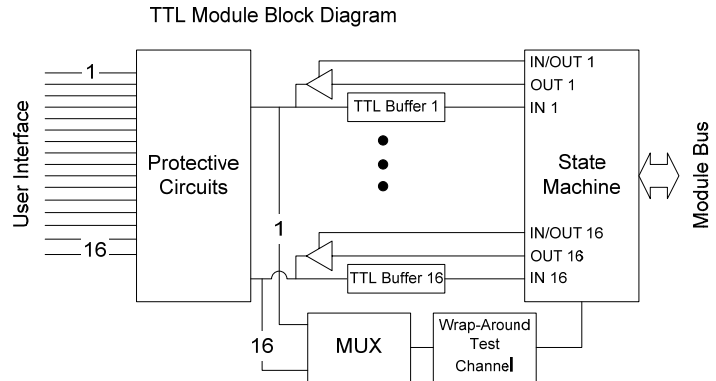 TTL Module Block Diagram
User Interface
1
16
Protective
Circuits
IN/OUT 1
OUT 1
IN 1
TTL Buffer 1
State
Machine
Module Bus
1
IN/OUT 16
OUT 16
IN 16
TTL Buffer 16
16
MUX
Wrap-Around
Test
Channel